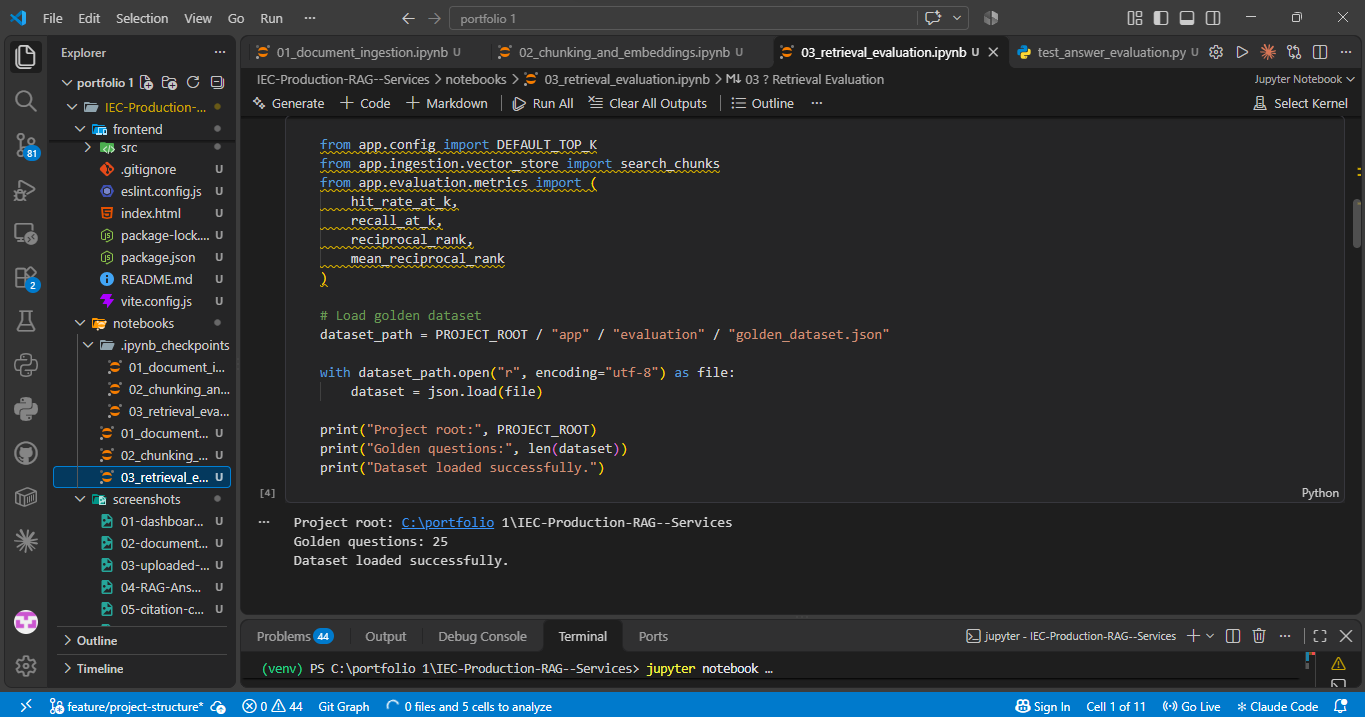 File Edit Selection View Go Run ···
portfolio 1
Explorer ···
portfolio 1
IEC-Production-...
frontend
src
.gitignore U
eslint.config.js U
index.html U
package-lock.... U
package.json U
README.md U
vite.config.js U
notebooks
.ipynb_checkpoints
01_document_i...
02_chunking_an...
03_retrieval_eva...
01_document... U
02_chunking_... U
03_retrieval_e... U
screenshots
01-dashboar... U
02-document... U
03-uploaded-... U
04-RAG-Ans... U
05-citation-c... U
Outline
Timeline
81
2
01_document_ingestion.ipynb U
02_chunking_and_embeddings.ipynb U
03_retrieval_evaluation.ipynb U
test_answer_evaluation.py U
IEC-Production-RAG--Services > notebooks > 03_retrieval_evaluation.ipynb > M↓ 03 ? Retrieval Evaluation
Jupyter Notebook
Generate + Code + Markdown Run All Clear All Outputs Outline ···
Select Kernel
from app.config import DEFAULT_TOP_K
from app.ingestion.vector_store import search_chunks
from app.evaluation.metrics import (
hit_rate_at_k,
recall_at_k,
reciprocal_rank,
mean_reciprocal_rank
)
# Load golden dataset
dataset_path = PROJECT_ROOT / "app" / "evaluation" / "golden_dataset.json"
with dataset_path.open("r", encoding="utf-8") as file:
dataset = json.load(file)
print("Project root:", PROJECT_ROOT)
print("Golden questions:", len(dataset))
print("Dataset loaded successfully.")
[4]
Python
Project root: C:\portfolio 1\IEC-Production-RAG--Services
Golden questions: 25
Dataset loaded successfully.
Problems 44 Output Debug Console Terminal Ports
jupyter - IEC-Production-RAG--Services
(venv) PS C:\portfolio 1\IEC-Production-RAG--Services> jupyter notebook …
feature/project-structure* 0 44 Git Graph 0 files and 5 cells to analyze
Sign In Cell 1 of 11 Go Live Claude Code